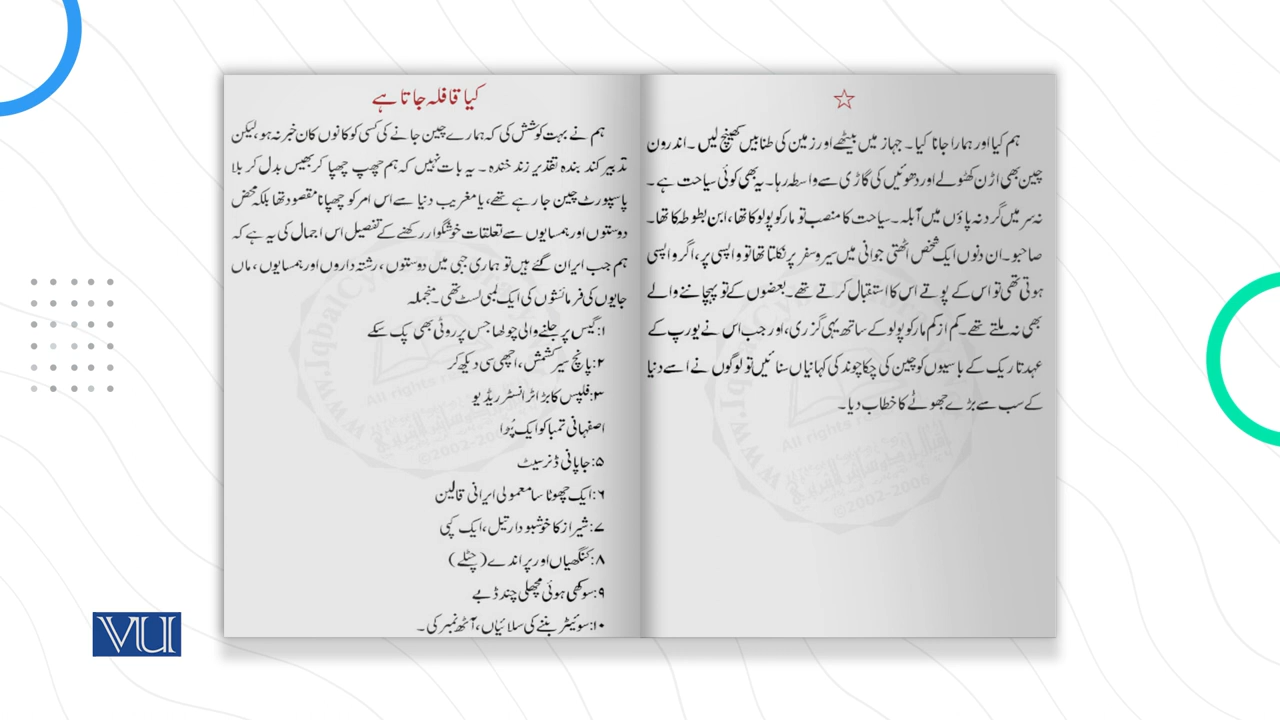 ☆
ہم کیا اور ہمارا جانا کیا۔ جہاز میں بیٹھے اور زمین کی طنابیں کھینچ لیں۔ اندرون
چین بھی اڑن کھٹولے اور دھوئیں کی گاڑی سے واسطہ رہا۔ یہ بھی کوئی سیاحت ہے۔
نہ سر میں گرد نہ پاؤں میں آبلہ۔ سیاحت کا منصب تو مارکو پولو کا تھا، ابن بطوطہ کا تھا۔
صاحبو۔ ان دنوں ایک شخص اٹھتی جوانی میں سیر و سفر پر نکلتا تھا تو واپسی پر، اگر واپسی
ہوتی تھی تو اس کے پوتے اس کا استقبال کرتے تھے۔ بعضوں کے تو پہچاننے والے
بھی نہ ملتے تھے۔ کم از کم مارکو پولو کے ساتھ یہی گزری، اور جب اس نے یورپ کے
عہد تاریک کے باسیوں کو چین کی چکاچوند کی کہانیاں سنائیں تو لوگوں نے اسے دنیا
کے سب سے بڑے جھوٹے کا خطاب دیا۔
کیا قافلہ جاتا ہے
ہم نے بہت کوشش کی کہ ہمارے چین جانے کی کسی کو کانوں کان خبر نہ ہو، لیکن
تدبیر کند بندہ تقدیر زند خندہ ۔ یہ بات نہیں کہ ہم چھپ چھپا کر بھیس بدل کر بلا
پاسپورٹ چین جا رہے تھے، یا مغربی دنیا سے اس امر کو چھپانا مقصود تھا بلکہ محض
دوستوں اور ہمسایوں سے تعلقات خوشگوار رکھنے کے تفصیل اس اجمال کی یہ ہے کہ
ہم جب ایران گئے ہیں تو ہماری جی میں دوستوں، رشتہ داروں اور ہمسایوں، ماں
جایوں کی فرمائشوں کی ایک لمبی لسٹ تھی۔ منجملہ
۱: گیس پر جلنے والی چولھا جس پر روٹی بھی پک سکے
۲: پانچ سیر کشمش، اچھی سی دیکھ کر
۳: فلپس کا بڑا ٹرانسٹر ریڈیو
اصفہانی تمباکو ایک پُڑا
۵: جاپانی ڈنر سیٹ
۶: ایک چھوٹا سا معمولی ایرانی قالین
۷: شیراز کا خوشبودار تیل، ایک کپی
۸: کنگھیاں اور پراندے (چٹلے)
۹: سوکھی ہوئی مچھلی چند ڈبے
۱۰: سوئیٹر بننے کی سلائیاں، آٹھ نمبر کی۔
VU